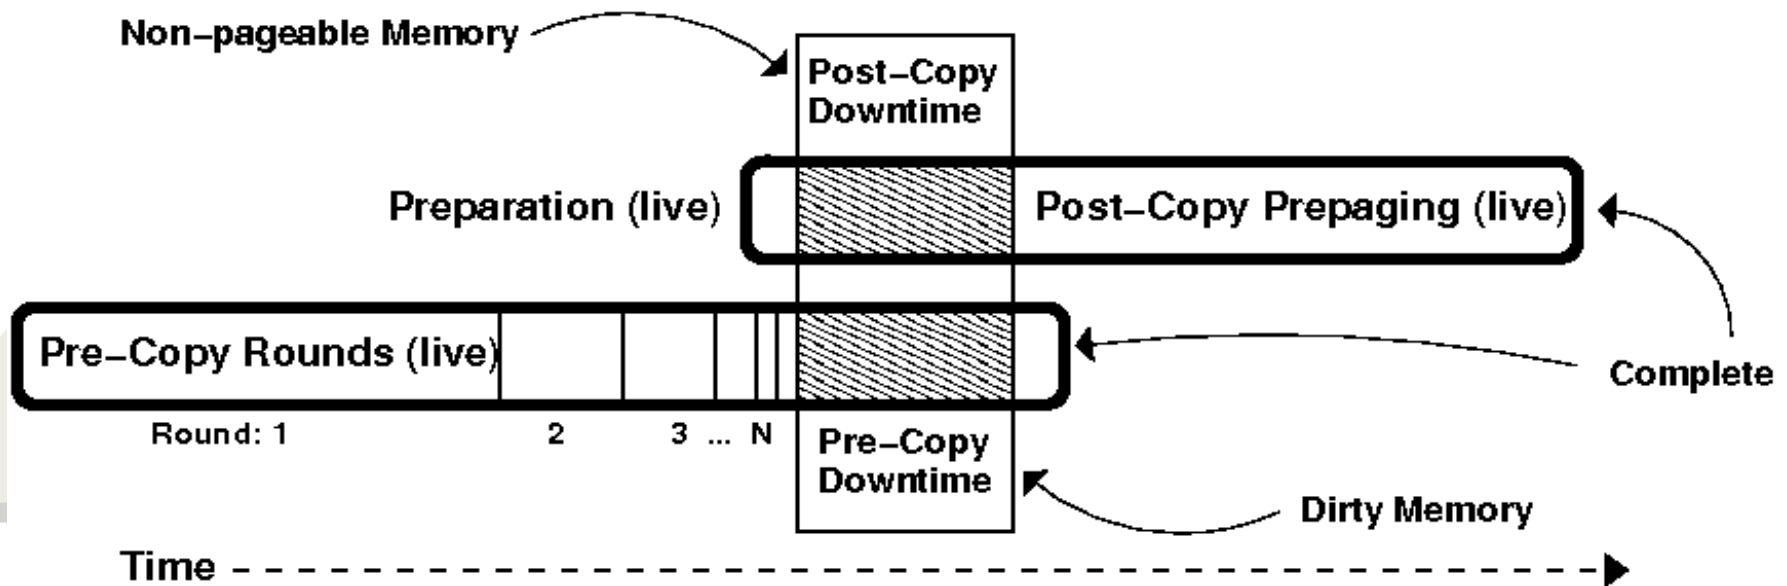 Non-pageable Memory
Post-Copy
Downtime
Preparation (live)
Post-Copy Prepaging (live)
Pre-Copy Rounds (live)
Complete
Round: 1 2 3 ... N
Pre-Copy
Downtime
Dirty Memory
Time